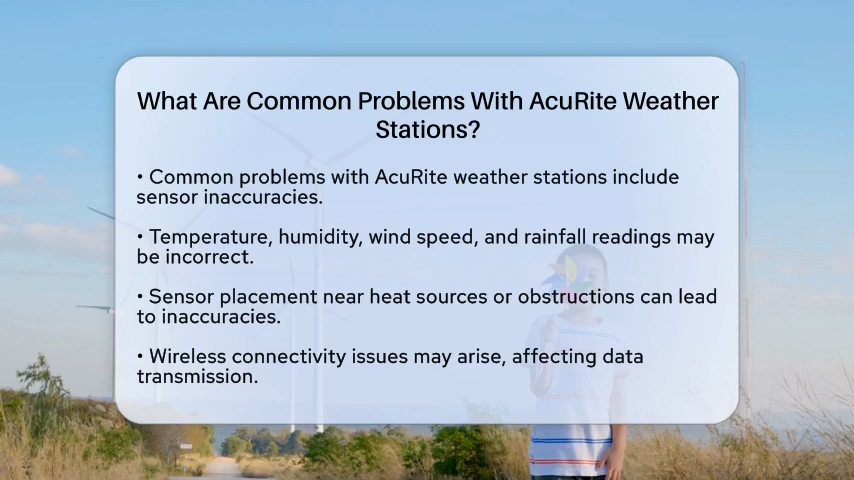 What Are Common Problems With AcuRite Weather
Stations?
• Common problems with AcuRite weather stations include
sensor inaccuracies.
• Temperature, humidity, wind speed, and rainfall readings may
be incorrect.
• Sensor placement near heat sources or obstructions can lead
to inaccuracies.
• Wireless connectivity issues may arise, affecting data
transmission.